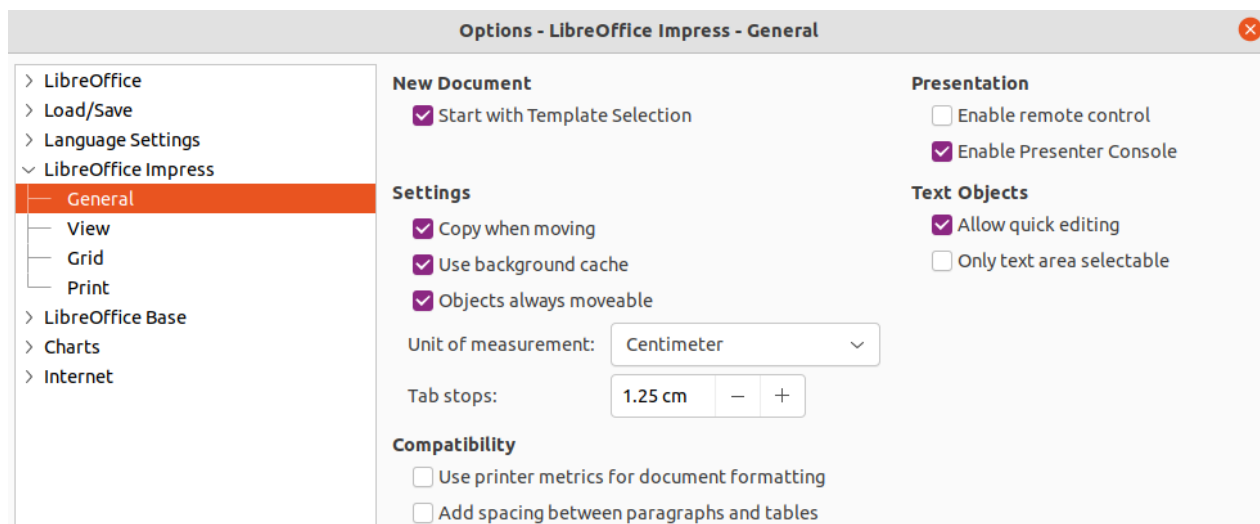 Options - LibreOffice Impress - General
LibreOffice
Load/Save
Language Settings
LibreOffice Impress
General
View
Grid
Print
LibreOffice Base
Charts
Internet
New Document
Start with Template Selection
Settings
Copy when moving
Use background cache
Objects always moveable
Unit of measurement: Centimeter
Tab stops: 1.25 cm
Compatibility
Use printer metrics for document formatting
Add spacing between paragraphs and tables
Presentation
Enable remote control
Enable Presenter Console
Text Objects
Allow quick editing
Only text area selectable